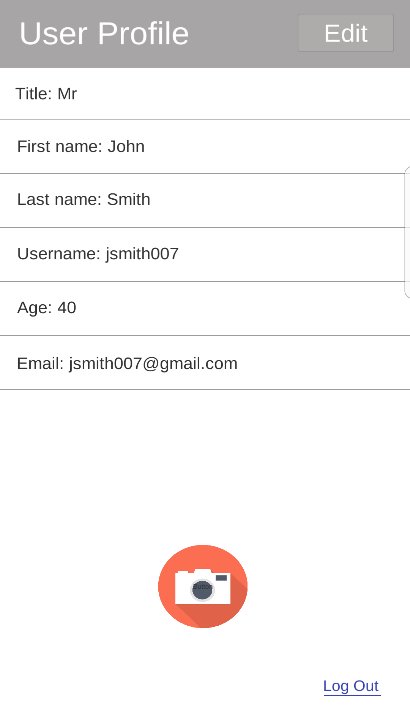 User Profile
Edit
Title: Mr
First name: John
Last name: Smith
Username: jsmith007
Age: 40
Email: jsmith007@gmail.com
Button
Log Out